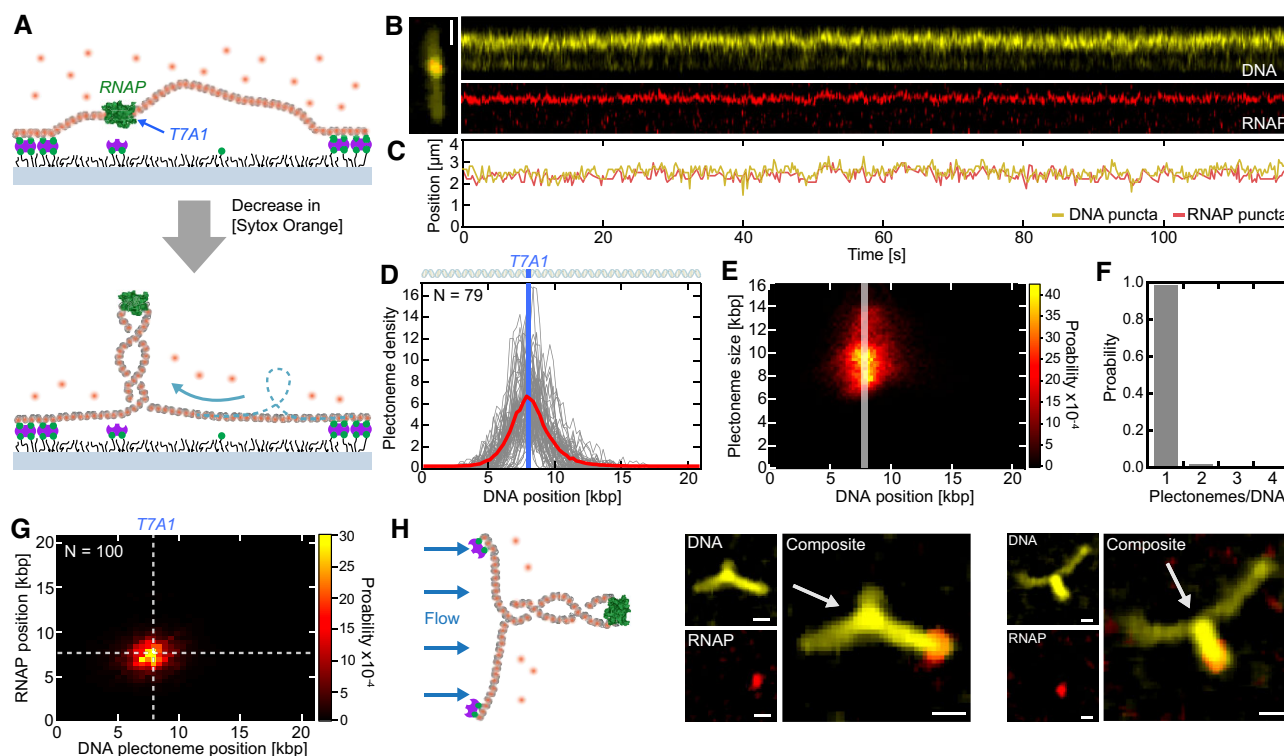 A
RNAP
T7A1
Decrease in
[Sytox Orange]
B
DNA
RNAP
C
Position [µm]
4
3
2
1
0
DNA puncta
RNAP puncta
0
20
40
60
80
100
Time [s]
D
T7A1
N = 79
Plectoneme density
16
14
12
10
8
6
4
2
0
0
5
10
15
20
DNA position [kbp]
E
Plectoneme size [kbp]
16
14
12
10
8
6
4
2
0
0
5
10
15
20
DNA position [kbp]
40
35
30
25
20
15
10
5
0
Proability x10-4
F
Proability
1.0
0.8
0.6
0.4
0.2
0.0
1
2
3
4
Plectonemes/DNA
G
T7A1
N = 100
RNAP position [kbp]
20
15
10
5
0
0
5
10
15
20
DNA plectoneme position [kbp]
30
25
20
15
10
5
0
Proability x10-4
H
Flow
DNA
RNAP
Composite
DNA
RNAP
Composite